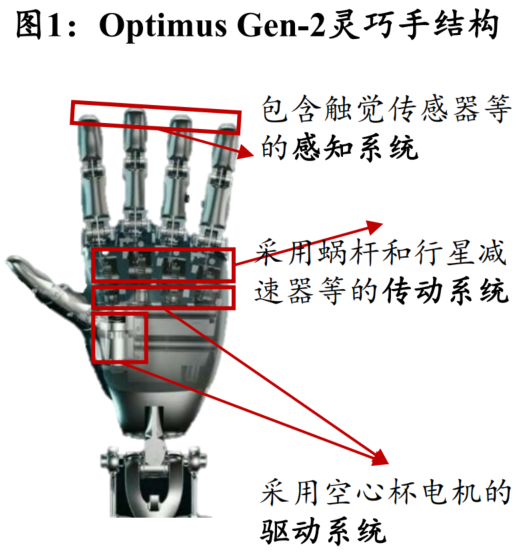 图1：Optimus Gen-2灵巧手结构
包含触觉传感器等
的感知系统
采用蜗杆和行星减
速器等的传动系统
采用空心杯电机的
驱动系统